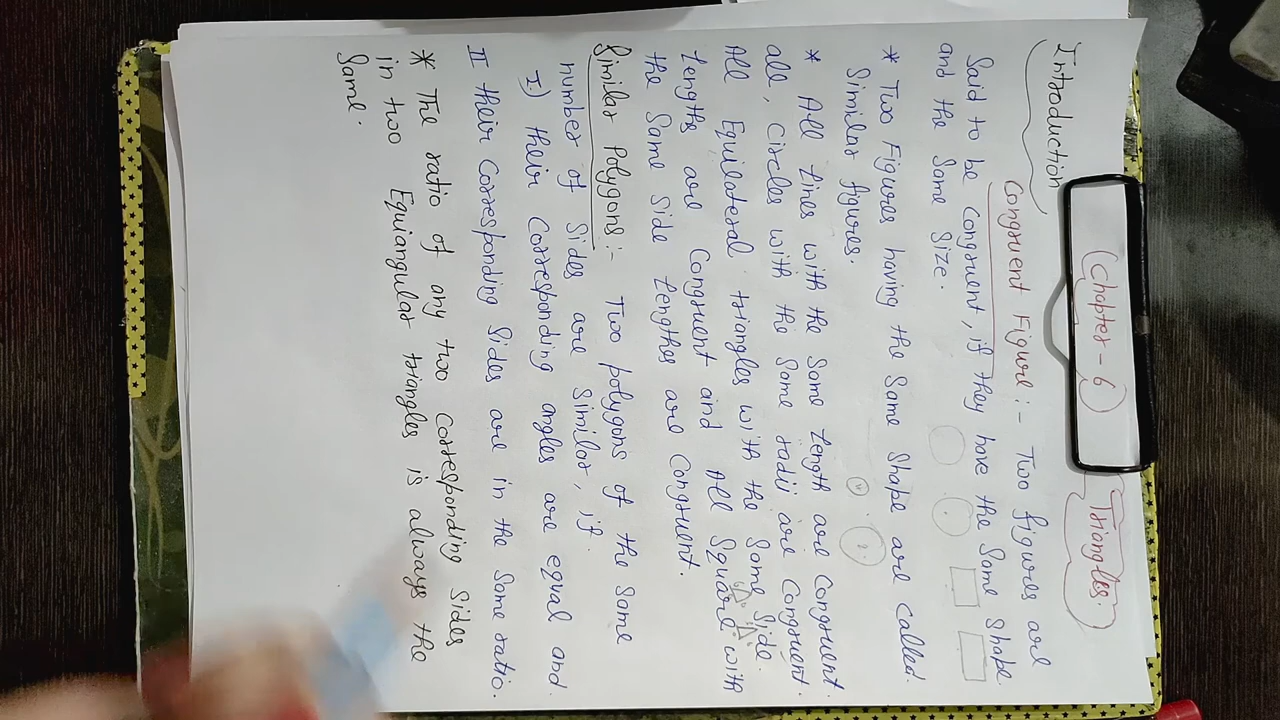 (Chapter - 6) Triangles.
Introduction
Congruent Figure :- Two figures are
Said to be congruent, if they have the Same Shape
and the Same Size.
* Two Figures having the Same Shape are called.
Similar figures.
* All lines with the Same Length are Congruent.
all, circles with the Same radii are Congruent.
All Equilateral triangles with the Same Side.
Lengths are Congruent and All Square with
the Same Side Lengthes are Congruent.
Similar Polygons:- Two polygons of the Same
number of Sides are Similar, if.
I) their Corresponding angles are equal and.
II their Corresponding Sides are in the Same ratio.
* The ratio of any two corresponding Sides
in two Equiangular triangles is always the
Same.